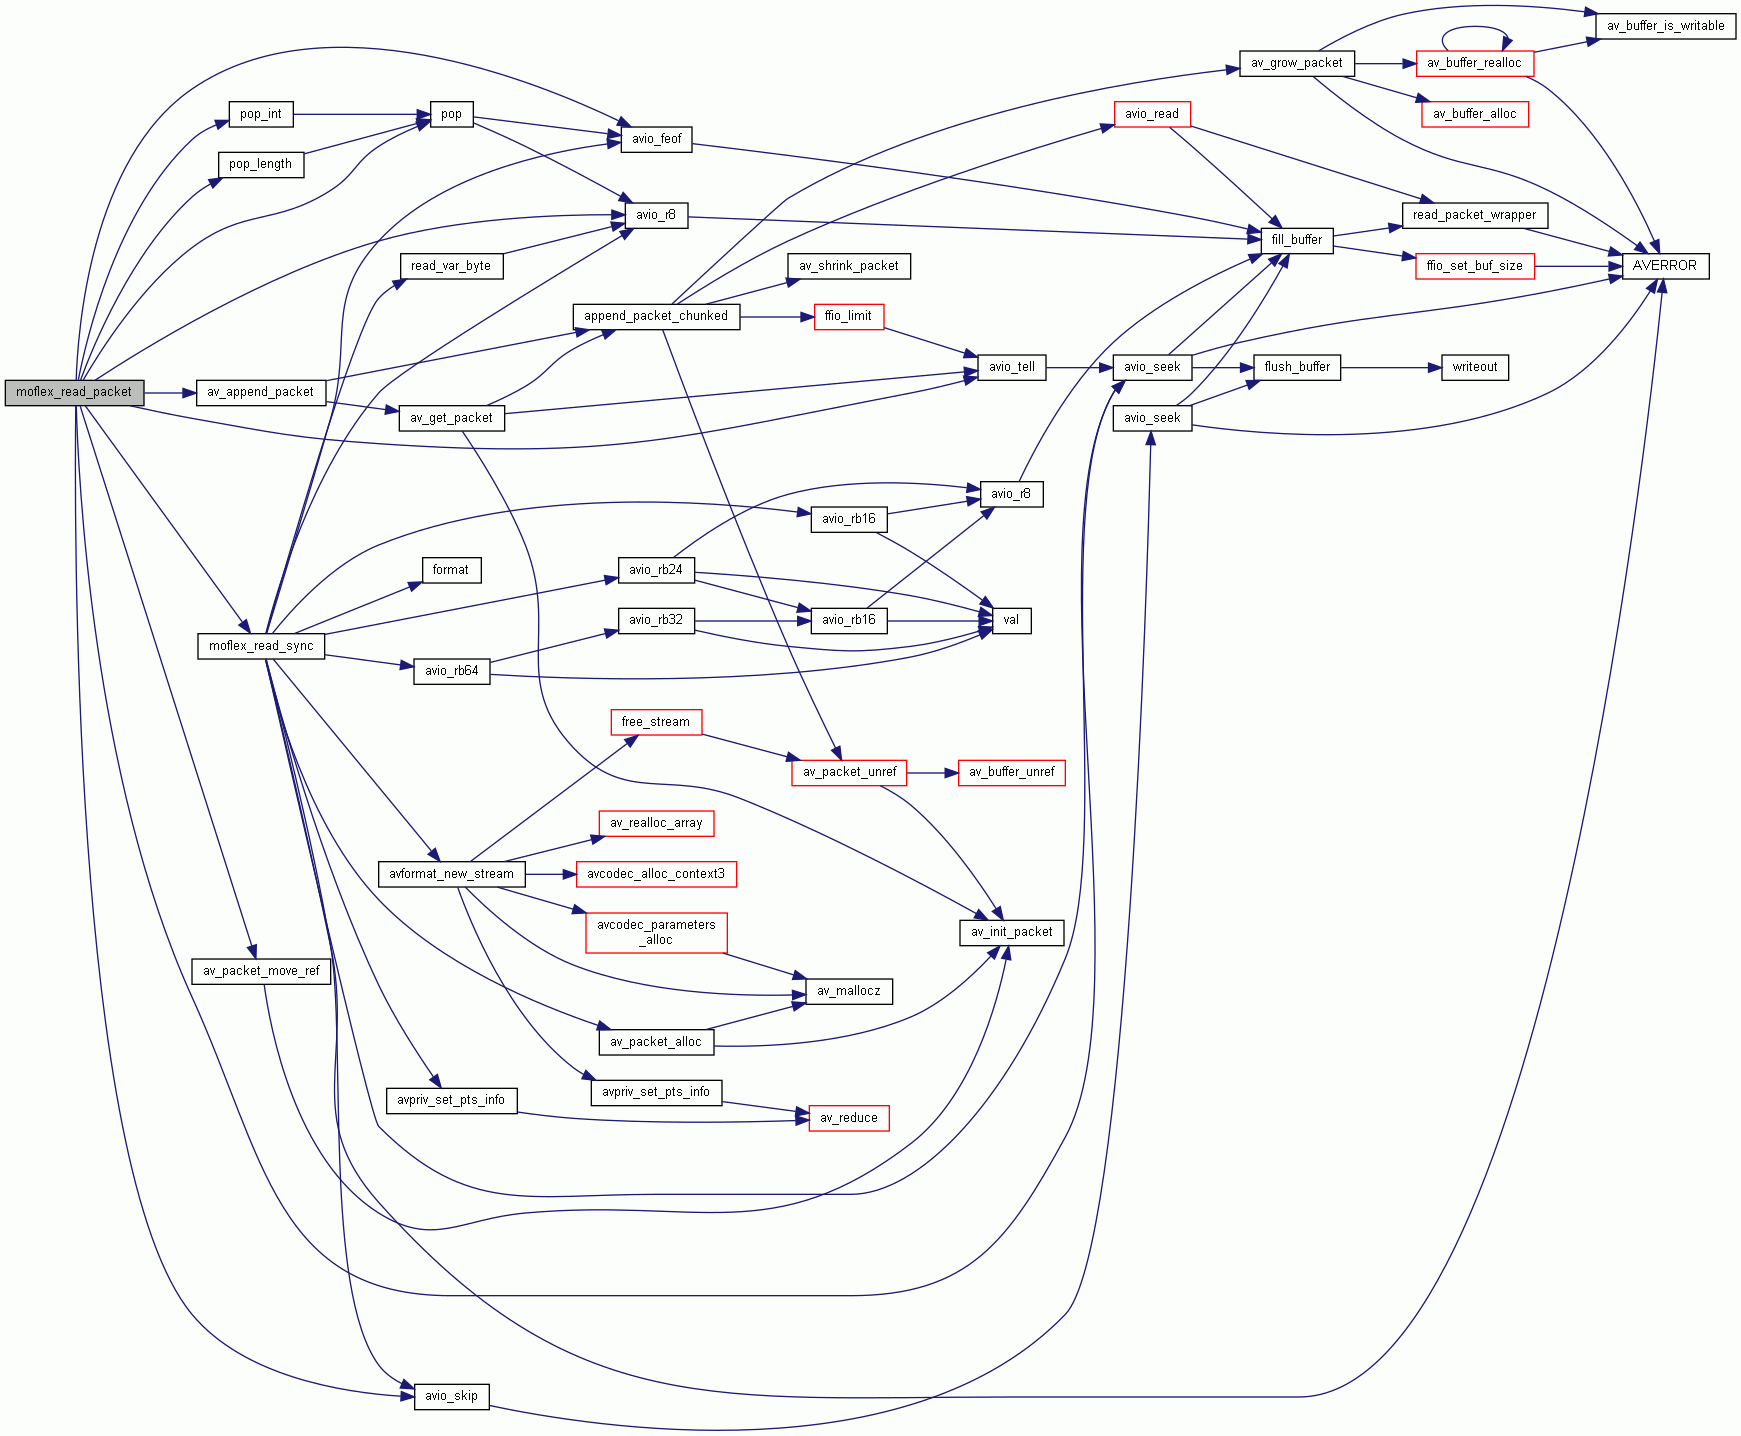 av_buffer_is_writable
av_grow_packet
av_buffer_realloc
pop_int
pop
avio_read
av_buffer_alloc
avio_feof
pop_length
avio_r8
read_packet_wrapper
fill_buffer
read_var_byte
av_shrink_packet
ffio_set_buf_size
AVERROR
append_packet_chunked
ffio_limit
avio_tell
avio_seek
flush_buffer
writeout
moflex_read_packet
av_append_packet
av_get_packet
avio_seek
avio_r8
avio_rb16
format
avio_rb24
avio_rb32
avio_rb16
val
moflex_read_sync
avio_rb64
free_stream
av_packet_unref
av_buffer_unref
av_realloc_array
avformat_new_stream
avcodec_alloc_context3
avcodec_parameters
_alloc
av_init_packet
av_packet_move_ref
av_mallocz
av_packet_alloc
avpriv_set_pts_info
avpriv_set_pts_info
av_reduce
avio_skip